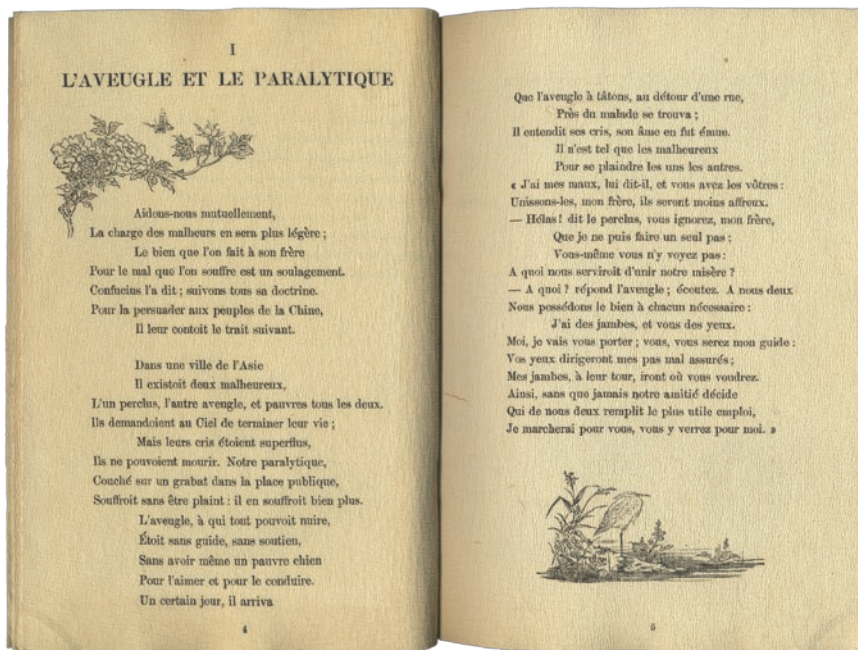 I
L'AVEUGLE ET LE PARALYTIQUE
Aidons-nous mutuellement,
La charge des malheurs en sera plus légère ;
Le bien que l'on fait à son frère
Pour le mal que l'on souffre est un soulagement.
Confucius l'a dit ; suivons tous sa doctrine.
Pour la persuader aux peuples de la Chine,
Il leur contoit le trait suivant.
Dans une ville de l'Asie
Il existoit deux malheureux,
L'un perclus, l'autre aveugle, et pauvres tous les deux.
Ils demandoient au Ciel de terminer leur vie ;
Mais leurs cris étoient superflus,
Ils ne pouvoient mourir. Notre paralytique,
Couché sur un grabat dans la place publique,
Souffroit sans être plaint : il en souffroit bien plus.
L'aveugle, à qui tout pouvoit nuire,
Étoit sans guide, sans soutien,
Sans avoir même un pauvre chien
Pour l'aimer et pour le conduire.
Un certain jour, il arriva
4
Que l'aveugle à tâtons, au détour d'une rue,
Près du malade se trouva ;
Il entendit ses cris, son âme en fut émue.
Il n'est tel que les malheureux
Pour se plaindre les uns les autres.
« J'ai mes maux, lui dit-il, et vous avez les vôtres :
Unissons-les, mon frère, ils seront moins affreux.
— Hélas ! dit le perclus, vous ignorez, mon frère,
Que je ne puis faire un seul pas ;
Vous-même vous n'y voyez pas :
A quoi nous serviroit d'unir notre misère ?
— A quoi ? répond l'aveugle ; écoutez. A nous deux
Nous possédons le bien à chacun nécessaire :
J'ai des jambes, et vous des yeux.
Moi, je vais vous porter ; vous, vous serez mon guide :
Vos yeux dirigeront mes pas mal assurés ;
Mes jambes, à leur tour, iront où vous voudrez.
Ainsi, sans que jamais notre amitié décide
Qui de nous deux remplit le plus utile emploi,
Je marcherai pour vous, vous y verrez pour moi. »
5